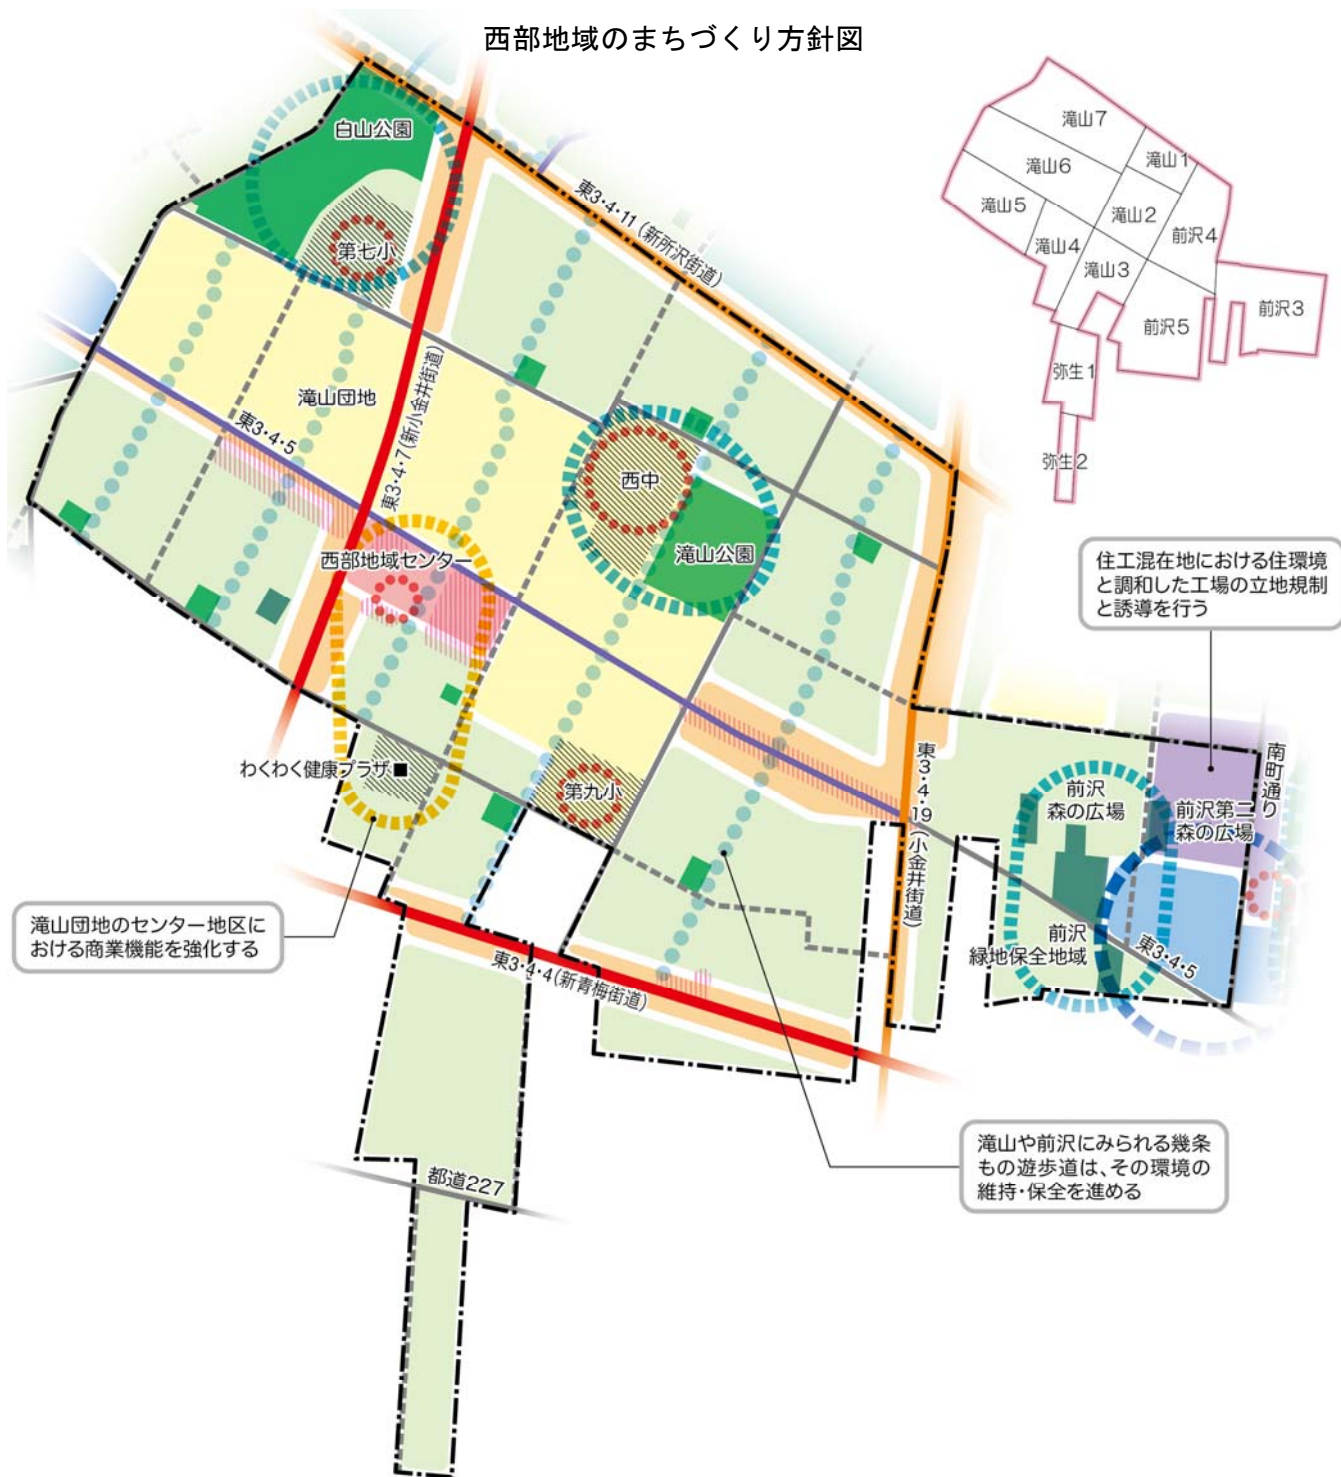 西部地域のまちづくり方針図
滝山7
滝山1
滝山6
滝山2
滝山5
前沢4
滝山4
滝山3
前沢3
前沢5
弥生1
弥生2
白山公園
第七小
東3・4・11(新所沢街道)
滝山団地
東3・4・7(新小金井街道)
東3・4・5
西中
滝山公園
西部地域センター
住工混在地における住環境
と調和した工場の立地規制
と誘導を行う
わくわく健康プラザ
第九小
東3・4・19(小金井街道)
南町通り
前沢
森の広場
前沢第二
森の広場
前沢
緑地保全地域
東3・4・5
滝山団地のセンター地区に
おける商業機能を強化する
東3・4・4(新青梅街道)
滝山や前沢にみられる幾条
もの遊歩道は、その環境の
維持・保全を進める
都道227